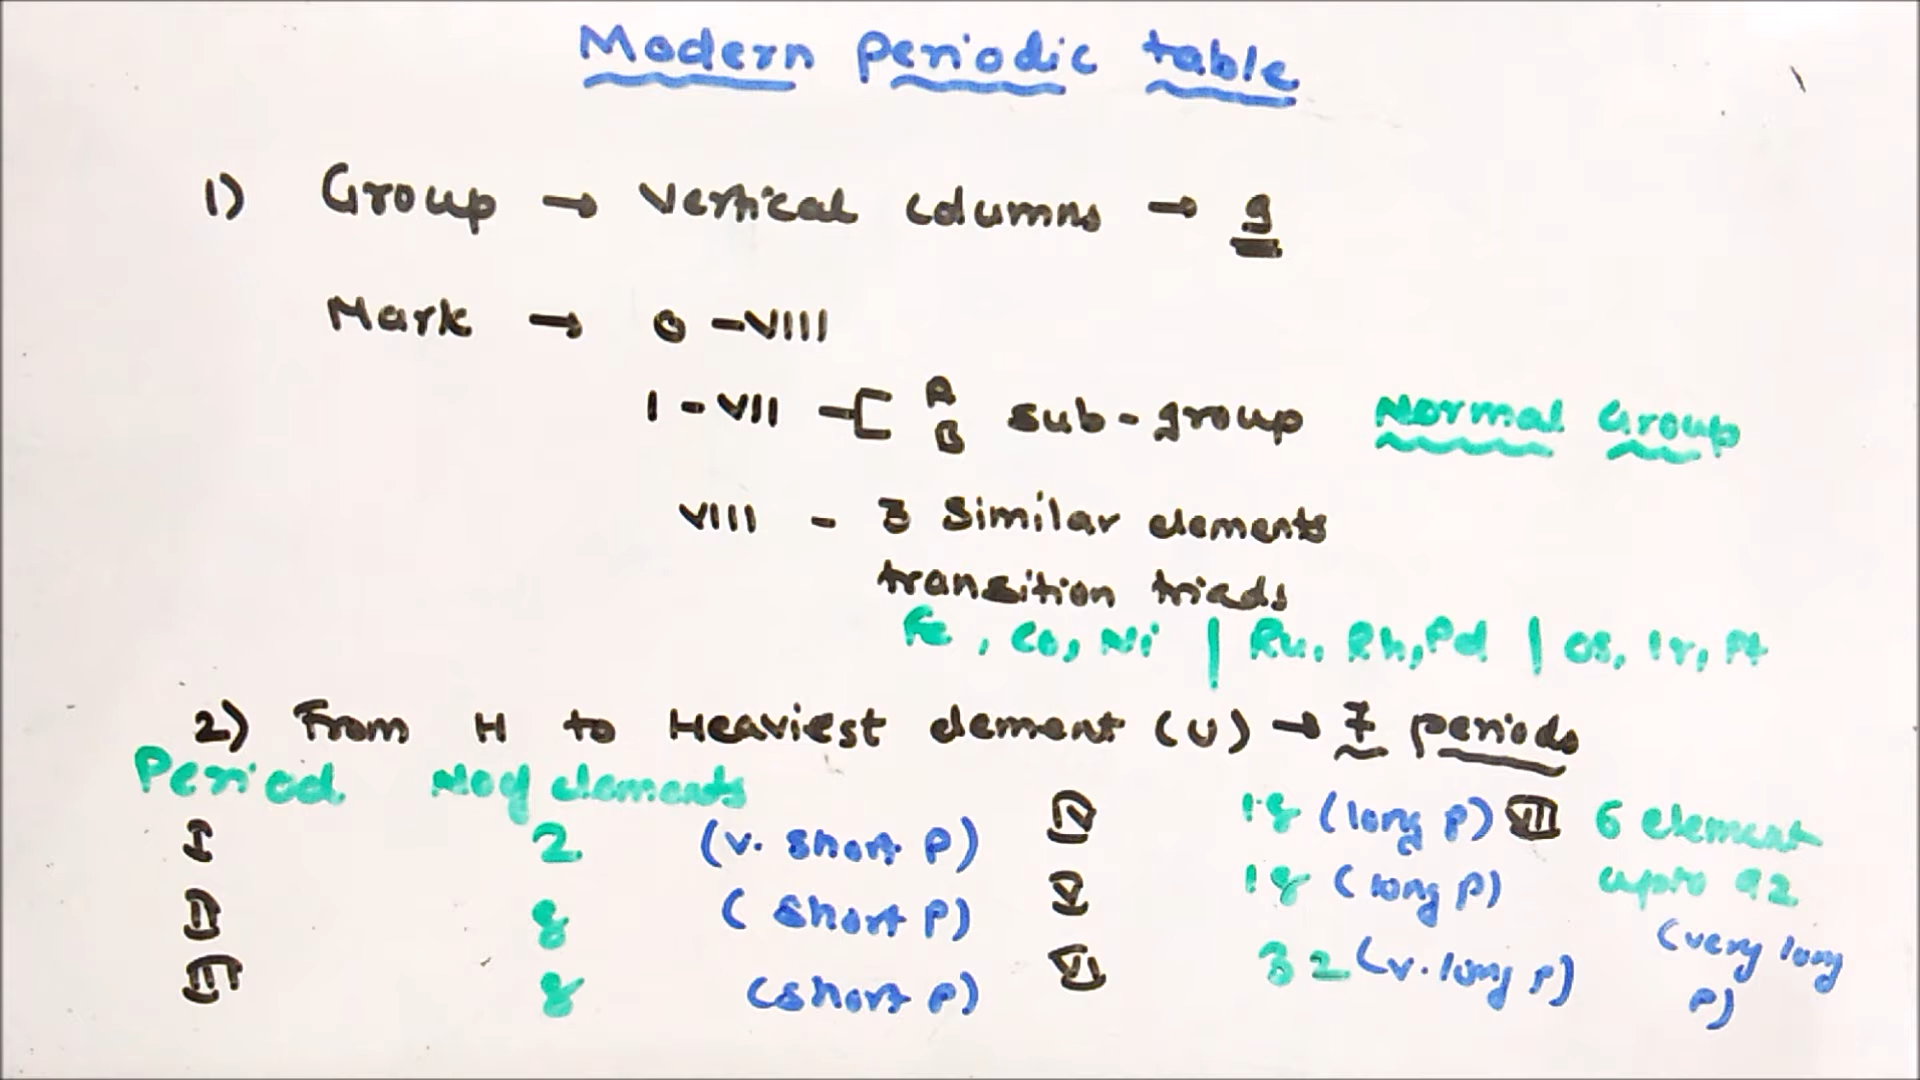 Modern periodic table
1) Group → vertical columns → 9
Mark → 0 - VIII
I - VII - [ A B sub-group Normal Group
VIII - 3 Similar elements
transition triads
Fe, Co, Ni | Ru, Rh, Pd | Os, Ir, Pt
2) From H to Heaviest element (U) → 7 periods
Period No of elements
I 2 (v. short P) IV 18 (long P) VII 6 element
II 8 (short P) V 18 (long P) upto 92
III 8 (short P) VI 32 (v. long P) (very long P)